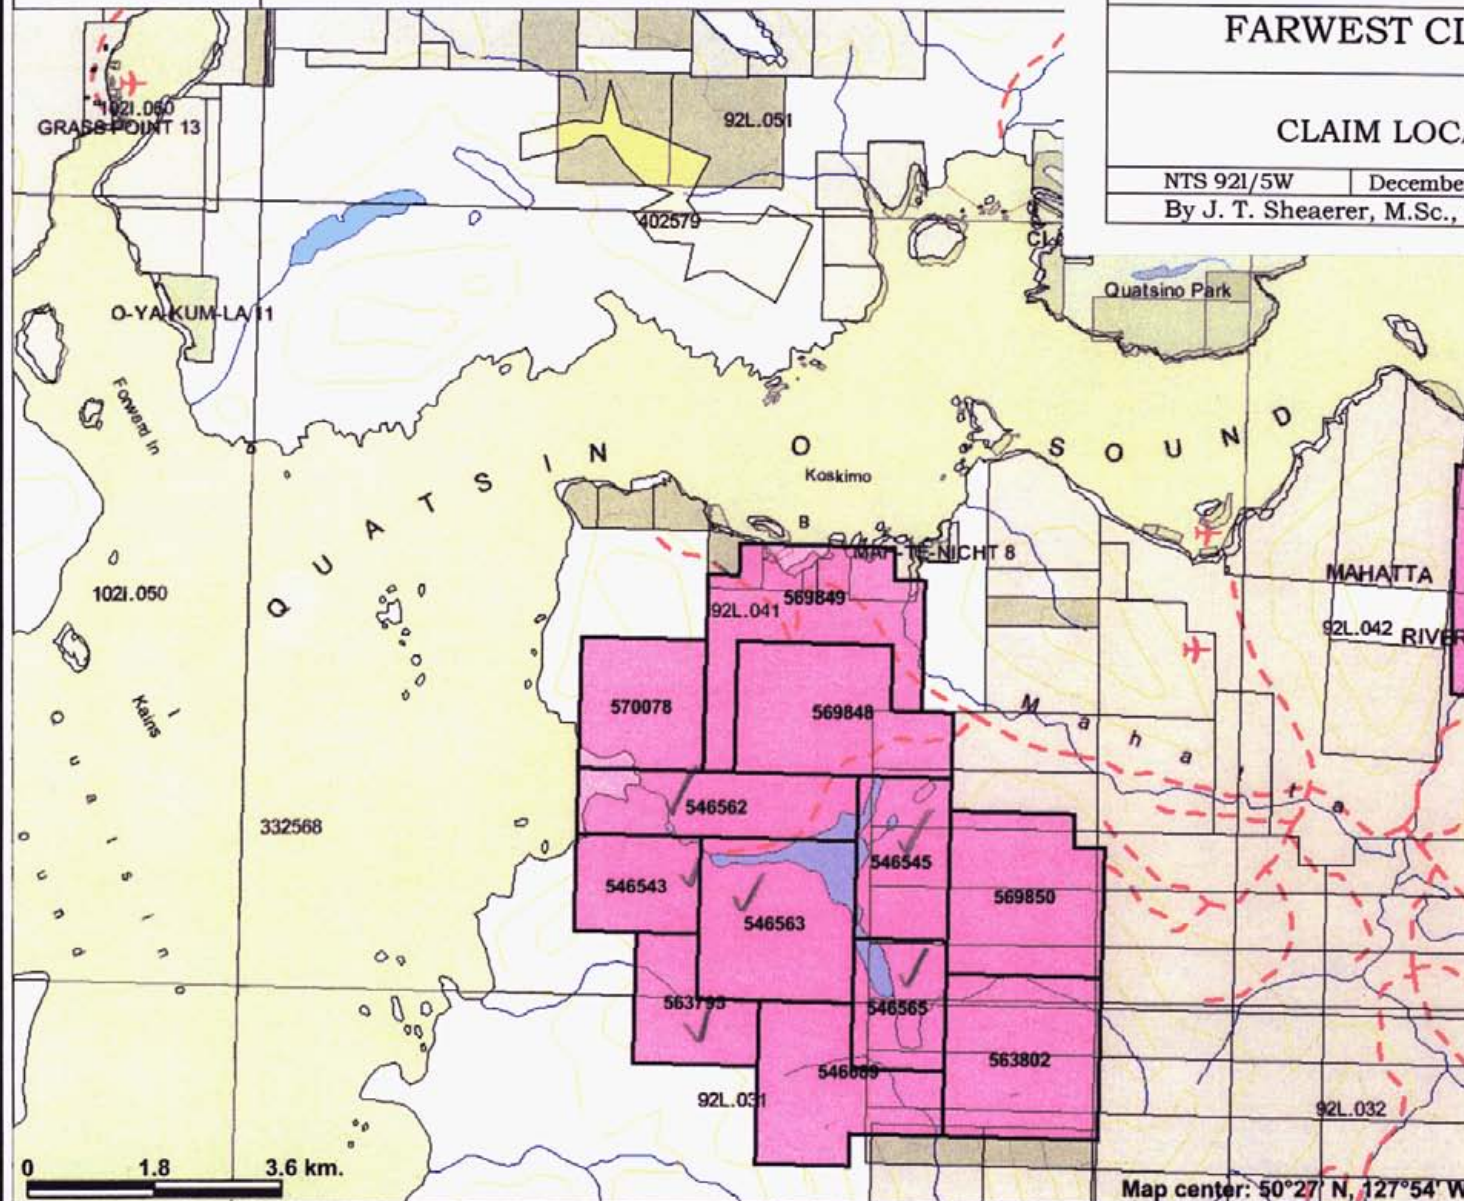 FARWEST CL
CLAIM LOCA
NTS 92l/5W
Decembe
By J. T. Sheaerer, M.Sc.,
102I.060
GRASS POINT 13
92L.051
402579
Quatsino Park
O-YA-KUM-LA 11
Forward In
QUATSINO SOUND
Koskimo
B
MAH-TE-NICHT 8
102I.050
92L.041
569849
MAHATTA
92L.042
RIVER
570078
569848
Mahatta
Kains I
Quatsino
Sound
332568
546562
546545
546543
569850
546563
563795
546565
563802
92L.031
92L.032
0
1.8
3.6 km.
Map center: 50°27' N, 127°54' W